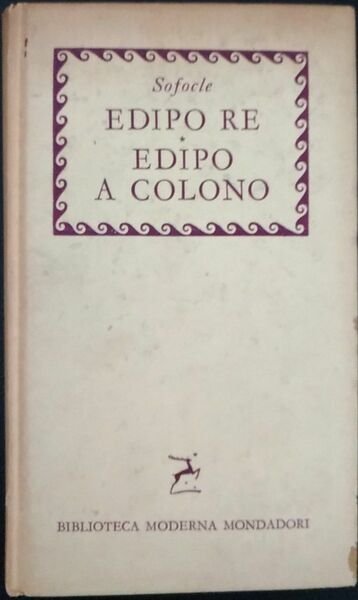 Sofocle
EDIPO RE
*
EDIPO
A COLONO
BIBLIOTECA MODERNA MONDADORI